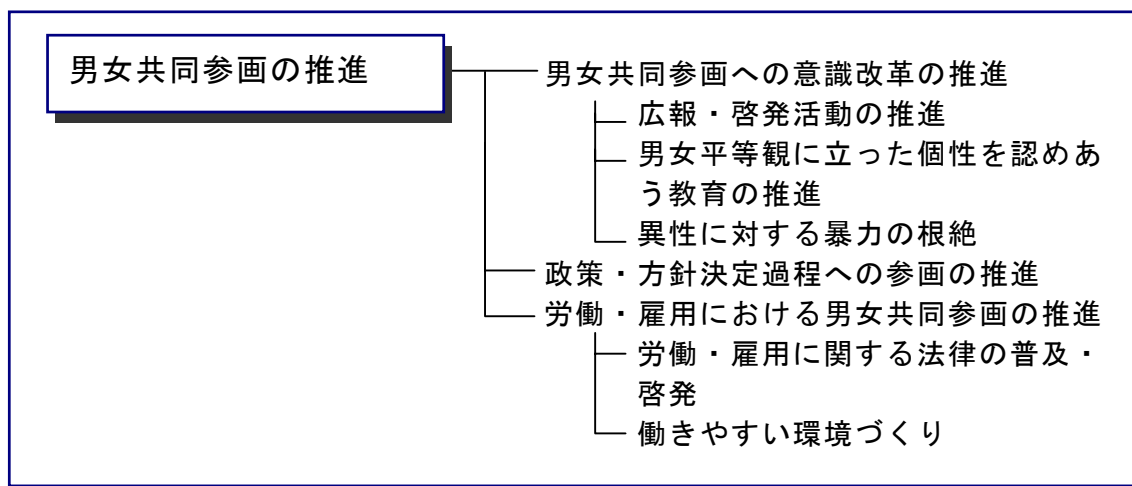 男女共同参画の推進
男女共同参画への意識改革の推進
広報・啓発活動の推進
男女平等観に立った個性を認めあ
う教育の推進
異性に対する暴力の根絶
政策・方針決定過程への参画の推進
労働・雇用における男女共同参画の推進
労働・雇用に関する法律の普及・
啓発
働きやすい環境づくり